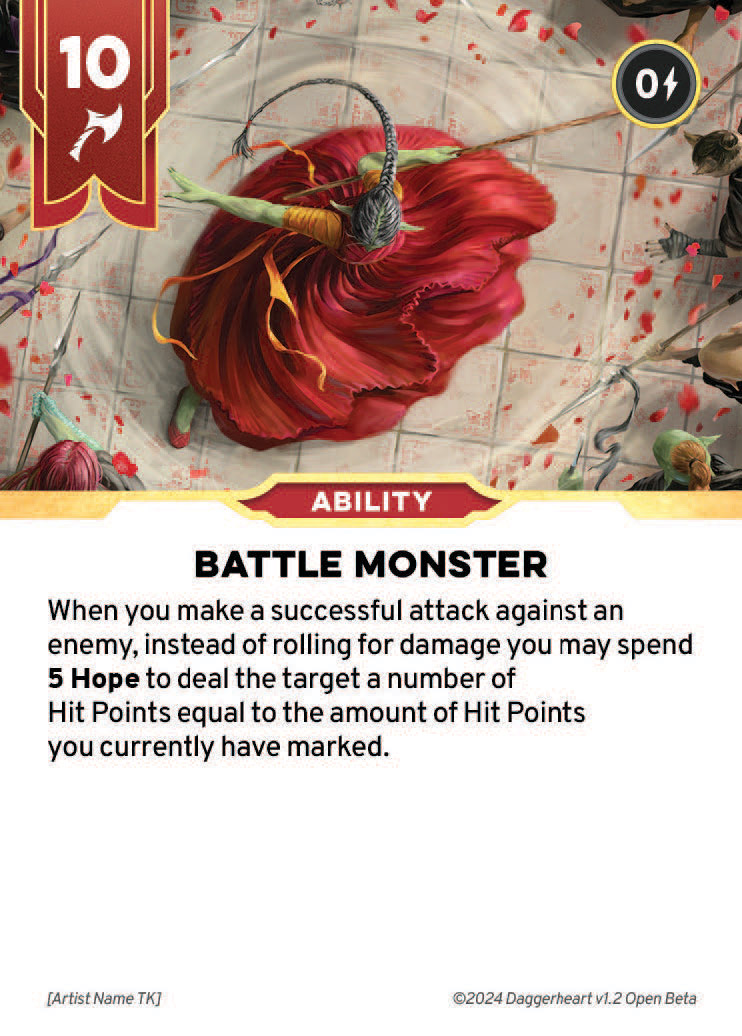 10
0
ABILITY
BATTLE MONSTER
When you make a successful attack against an
enemy, instead of rolling for damage you may spend
5 Hope to deal the target a number of
Hit Points equal to the amount of Hit Points
you currently have marked.
[Artist Name TK]
©2024 Daggerheart v1.2 Open Beta